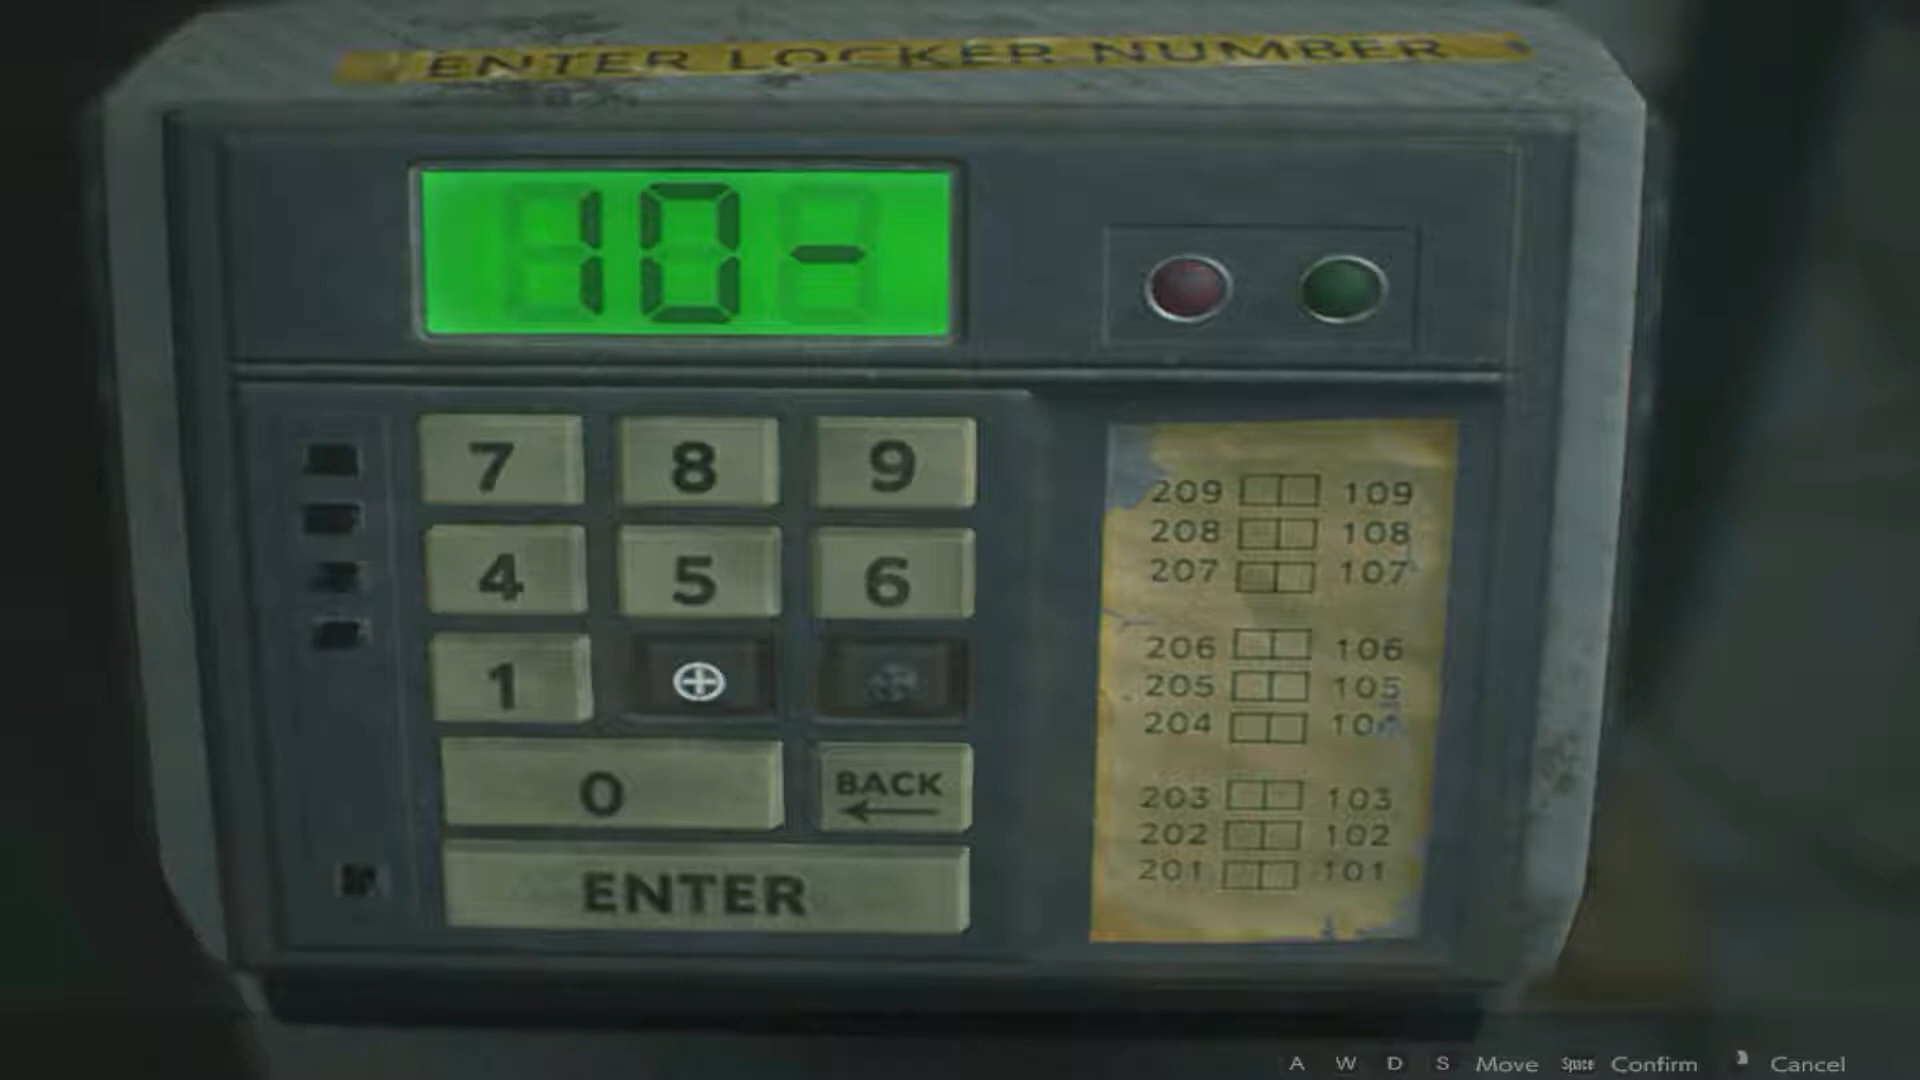 ENTER LOCKER NUMBER
10-
7 8 9
4 5 6
1
0 BACK
ENTER
209 109
208 108
207 107
206 106
205 105
204
203 103
202 102
201 101
A W D S Move Space Confirm Cancel